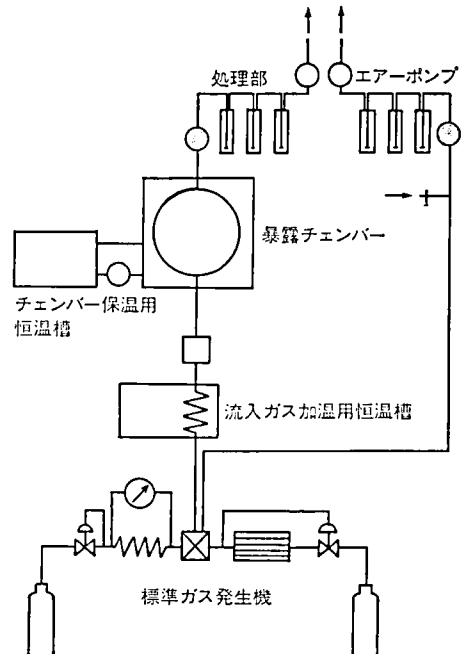 処理部
エアーポンプ
暴露チェンバー
チェンバー保温用
恒温槽
流入ガス加温用恒温槽
標準ガス発生機